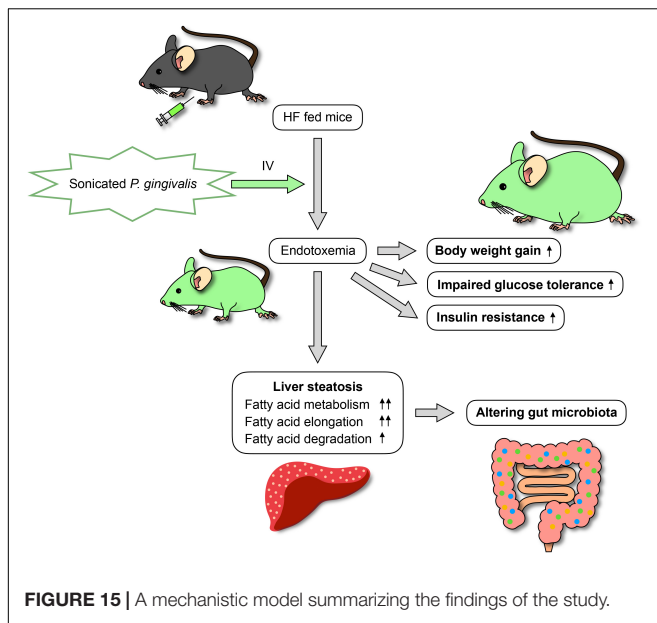 HF fed mice
IV
Sonicated P. gingivalis
Endotoxemia
Body weight gain ↑
Impaired glucose tolerance ↑
Insulin resistance ↑
Liver steatosis
Fatty acid metabolism ↑↑
Fatty acid elongation ↑↑
Fatty acid degradation ↑
Altering gut microbiota
FIGURE 15 | A mechanistic model summarizing the findings of the study.